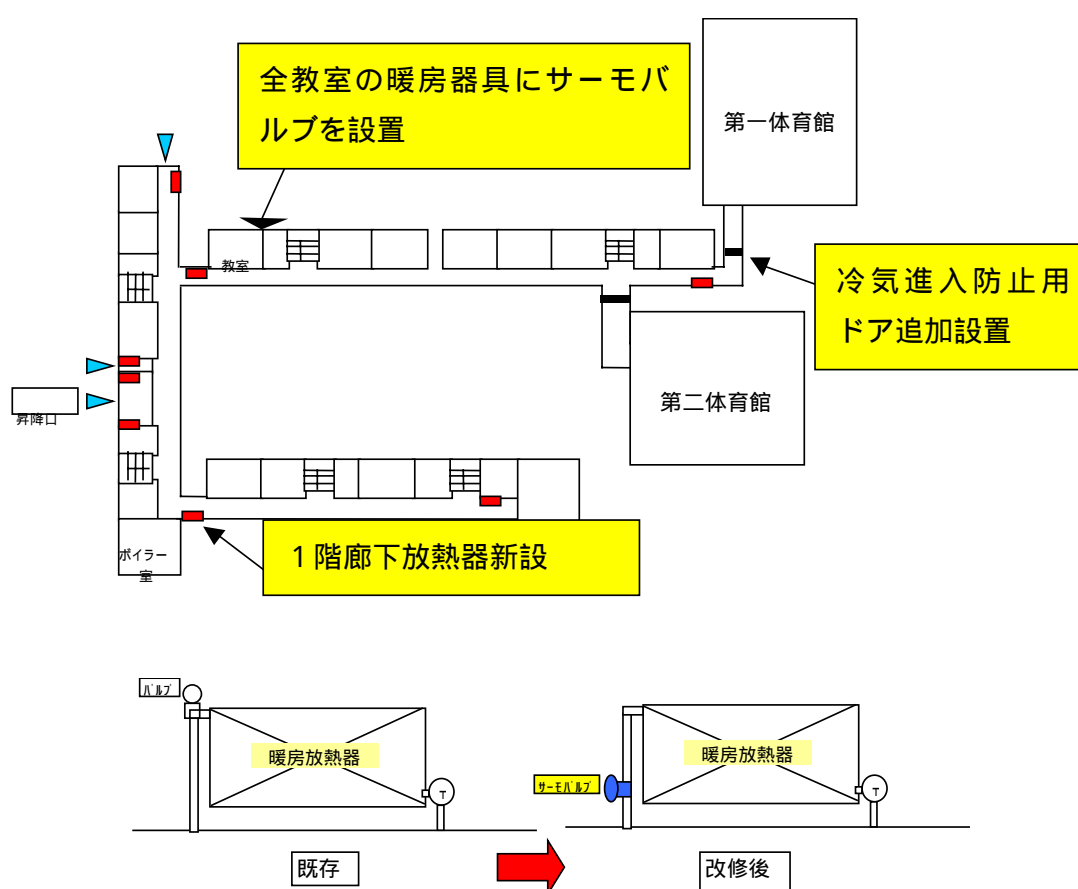 全教室の暖房器具にサーモバ
ルブを設置
第一体育館
教室
冷気進入防止用
ドア追加設置
昇降口
第二体育館
1階廊下放熱器新設
ボイラー
室
ﾊﾞﾙﾌﾞ
暖房放熱器
T
既存
暖房放熱器
ｻｰﾓﾊﾞﾙﾌﾞ
T
改修後